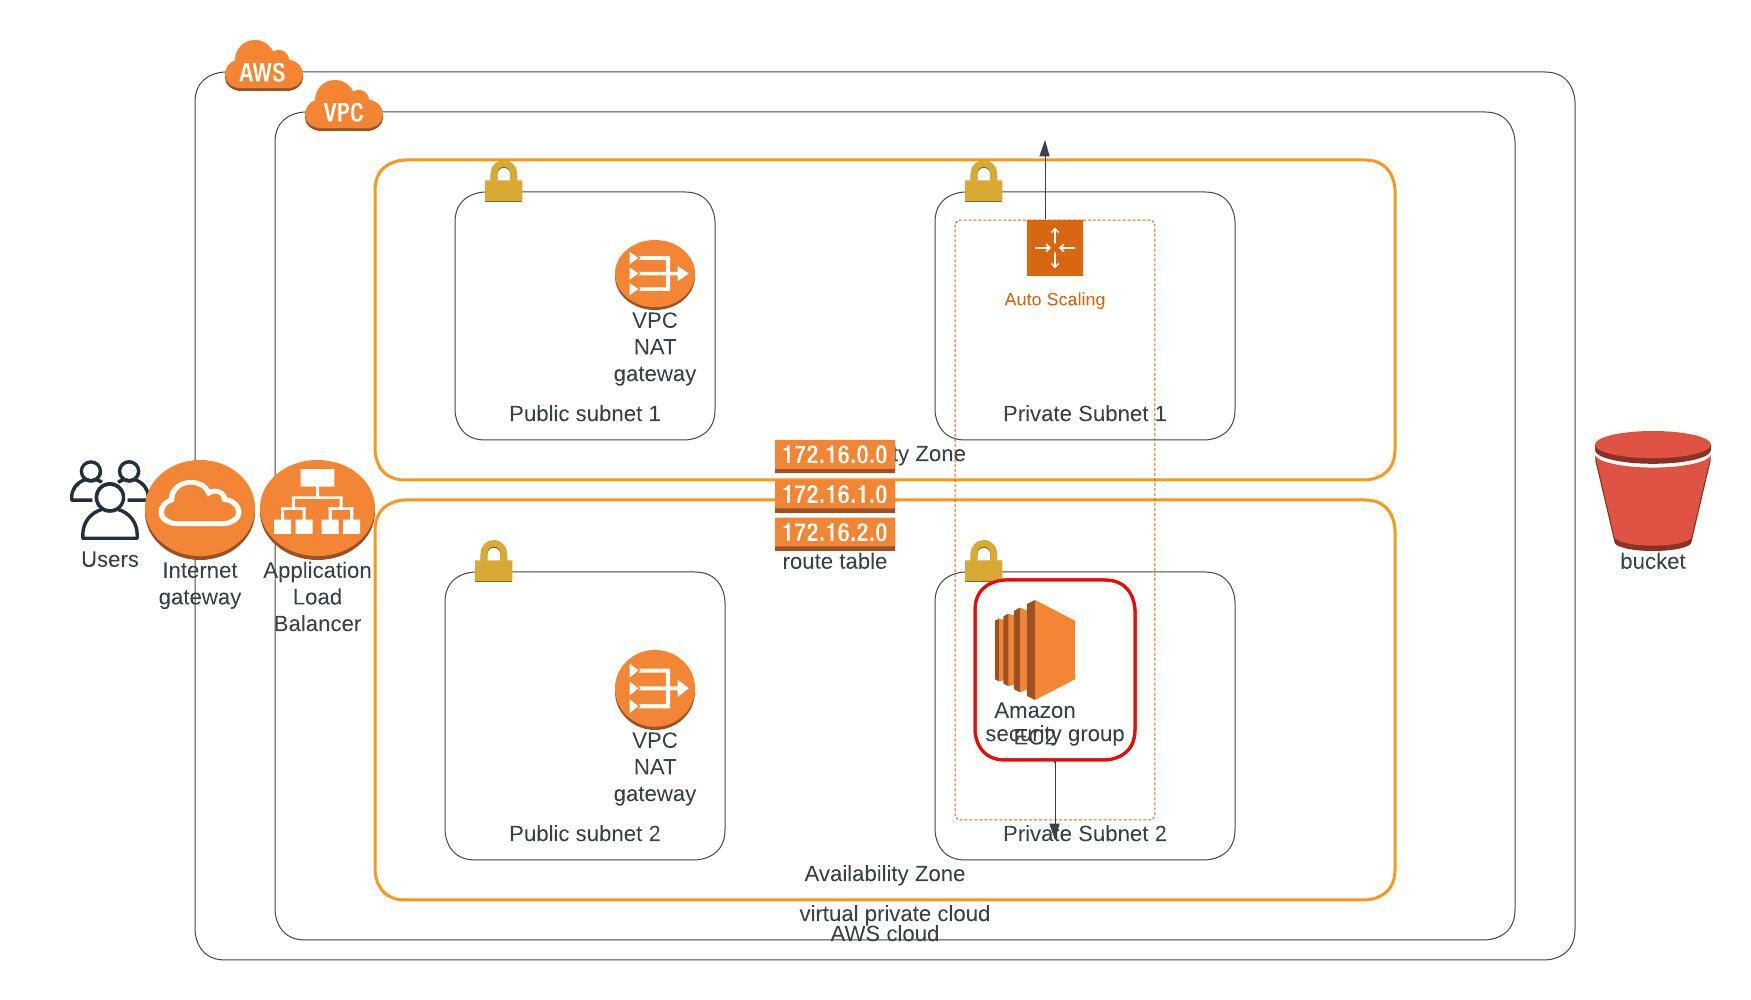 AWS
VPC
VPC
NAT
gateway
Public subnet 1
Auto Scaling
Private Subnet 1
172.16.0.0
ty Zone
172.16.1.0
172.16.2.0
route table
Users
Internet
gateway
Application
Load
Balancer
bucket
VPC
NAT
gateway
Public subnet 2
Amazon
EC2
security group
Private Subnet 2
Availability Zone
virtual private cloud
AWS cloud